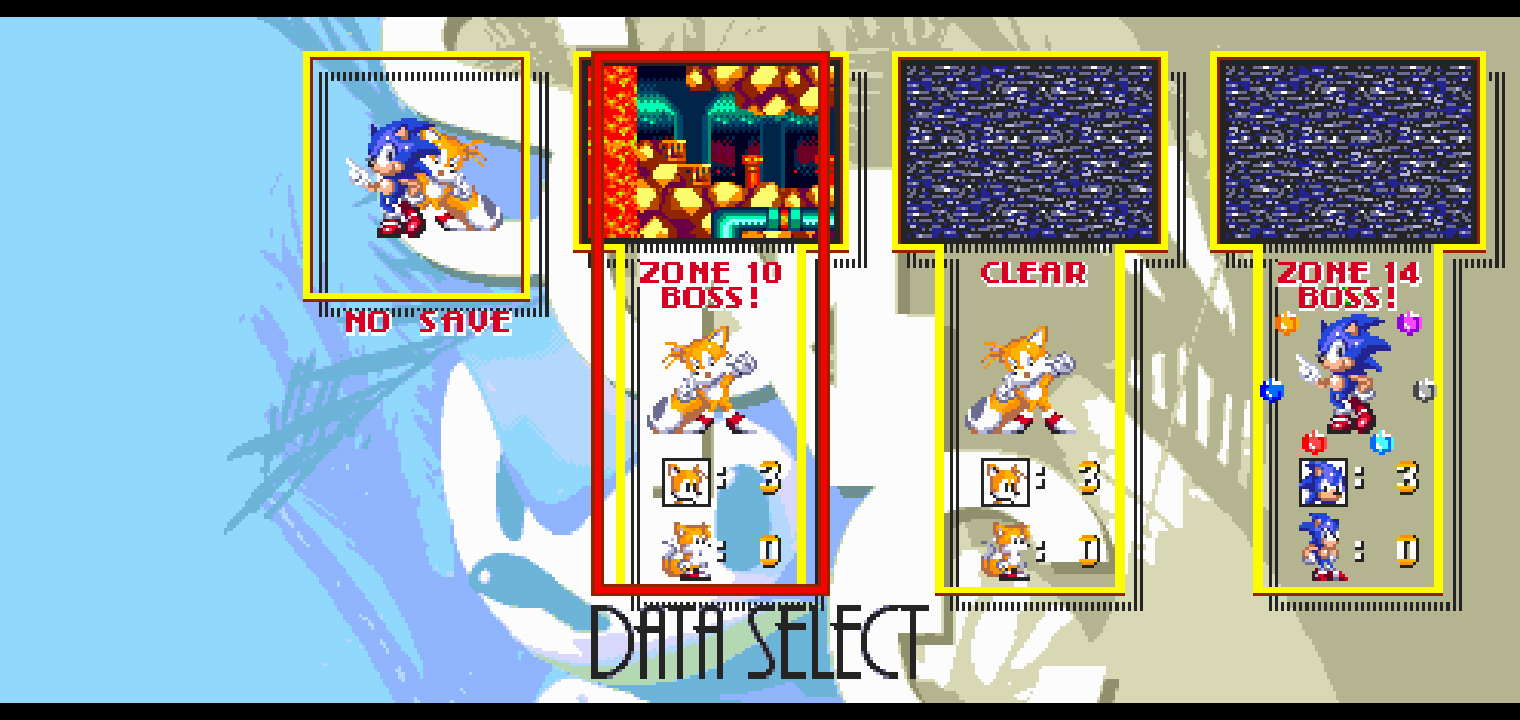 NO SAVE
ZONE 10
BOSS!
: 3
: 0
CLEAR
: 3
: 0
ZONE 14
BOSS!
: 3
: 0
DATA SELECT